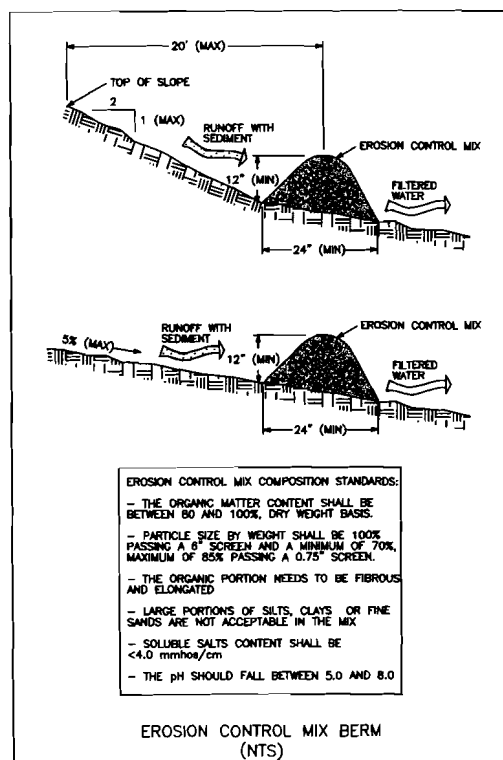 20' (MAX)
TOP OF SLOPE
2
1 (MAX)
RUNOFF WITH
SEDIMENT
EROSION CONTROL MIX
12" (MIN)
FILTERED
WATER
24" (MIN)
5% (MAX)
RUNOFF WITH
SEDIMENT
EROSION CONTROL MIX
12" (MIN)
FILTERED
WATER
24" (MIN)
EROSION CONTROL MIX COMPOSITION STANDARDS:
- THE ORGANIC MATTER CONTENT SHALL BE
BETWEEN 80 AND 100%, DRY WEIGHT BASIS.
- PARTICLE SIZE BY WEIGHT SHALL BE 100%
PASSING A 6" SCREEN AND A MINIMUM OF 70%,
MAXIMUM OF 85% PASSING A 0.75" SCREEN.
- THE ORGANIC PORTION NEEDS TO BE FIBROUS
AND ELONGATED
- LARGE PORTIONS OF SILTS, CLAYS OR FINE
SANDS ARE NOT ACCEPTABLE IN THE MIX
- SOLUBLE SALTS CONTENT SHALL BE
<4.0 mmhos/cm
- THE pH SHOULD FALL BETWEEN 5.0 AND 8.0
EROSION CONTROL MIX BERM
(NTS)